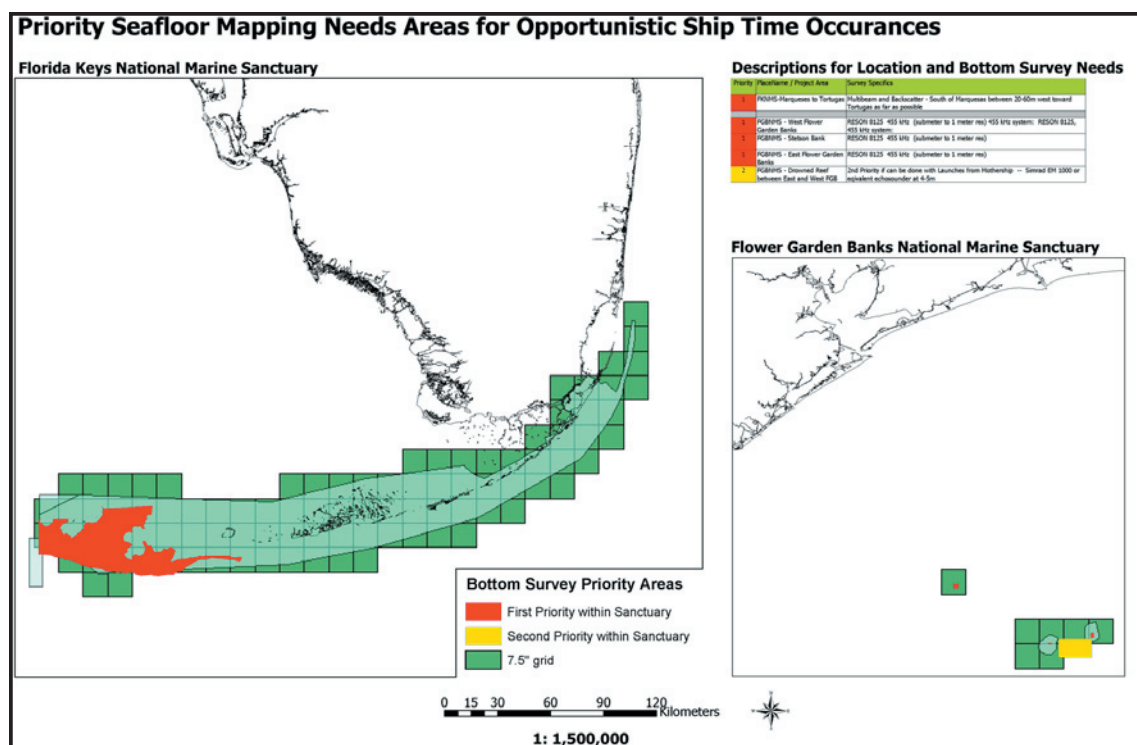 Priority Seafloor Mapping Needs Areas for Opportunistic Ship Time Occurances
Florida Keys National Marine Sanctuary
Descriptions for Location and Bottom Survey Needs
Priority PlaceName / Project Area Survey Specifics
1 FKNMS-Marqueses to Tortugas Multibeam and Backscatter - South of Marquesas between 20-60m west toward
Tortugas as far as possible
1 FGBNMS - West Flower RESON 8125 455 kHz (submeter to 1 meter res) 455 kHz system: RESON 8125,
Garden Banks 455 kHz system:
1 FGBNMS - Stetson Bank RESON 8125 455 kHz (submeter to 1 meter res)
1 FGBNMS - East Flower Garden RESON 8125 455 kHz (submeter to 1 meter res)
Banks
2 FGBNMS - Drowned Reef 2nd Priority if can be done with Launches from Mothership -- Simrad EM 1000 or
between East and West FGB eqivalent echosounder at 4-5m
Flower Garden Banks National Marine Sanctuary
Bottom Survey Priority Areas
First Priority within Sanctuary
Second Priority within Sanctuary
7.5" grid
0 15 30 60 90 120
Kilometers
1: 1,500,000